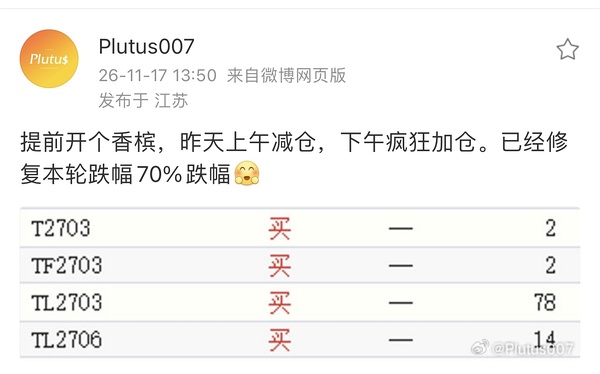 Plutu$
Plutus007
26-11-17 13:50 来自微博网页版
发布于 江苏
提前开个香槟，昨天上午减仓，下午疯狂加仓。已经修
复本轮跌幅70%跌幅
T2703 买 — 2
TF2703 买 — 2
TL2703 买 — 78
TL2706 买 — 14
@Plutus007